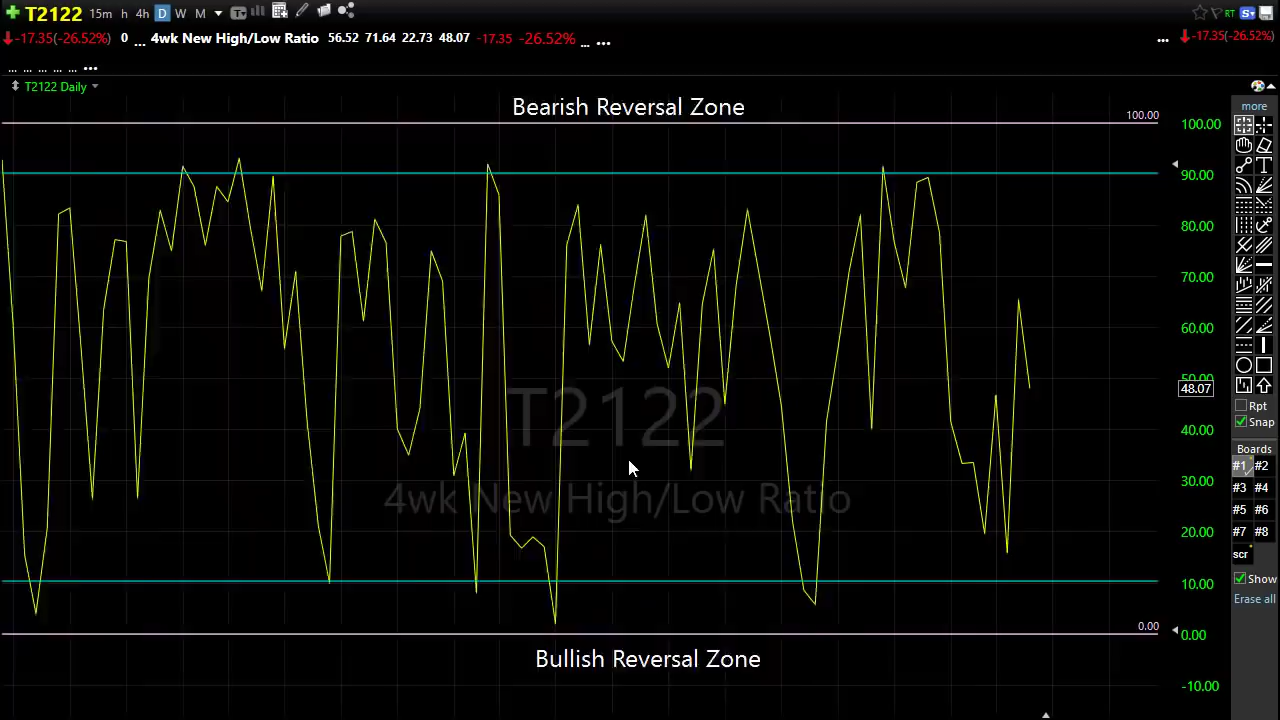 T2122 15m h 4h D W M
RT S
-17.35(-26.52%) 0 ... 4wk New High/Low Ratio 56.52 71.64 22.73 48.07 -17.35 -26.52% ... ... ... -17.35(-26.52%)
... ... ... ... ... ...
T2122 Daily
Bearish Reversal Zone
100.00
100.00
90.00
80.00
70.00
60.00
50.00
48.07
40.00
30.00
20.00
10.00
0.00
0.00
-10.00
T2122
4wk New High/Low Ratio
Bullish Reversal Zone
more
T
Rpt
Snap
Boards
#1 #2
#3 #4
#5 #6
#7 #8
scr
Show
Erase all